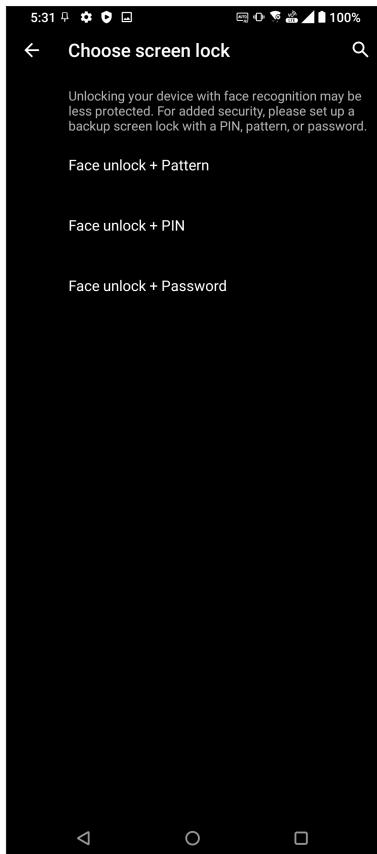 5:31
100%
Choose screen lock
Unlocking your device with face recognition may be
less protected. For added security, please set up a
backup screen lock with a PIN, pattern, or password.
Face unlock + Pattern
Face unlock + PIN
Face unlock + Password